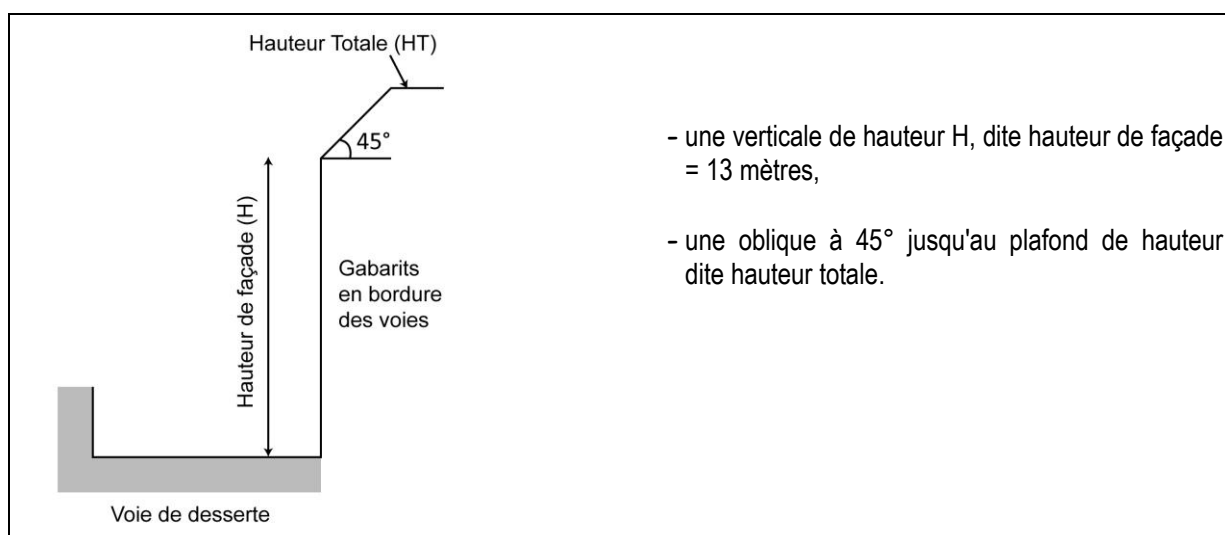 Hauteur Totale (HT)
45°
Hauteur de façade (H)
Gabarits
en bordure
des voies
Voie de desserte
- une verticale de hauteur H, dite hauteur de façade
= 13 mètres,
- une oblique à 45° jusqu'au plafond de hauteur
dite hauteur totale.